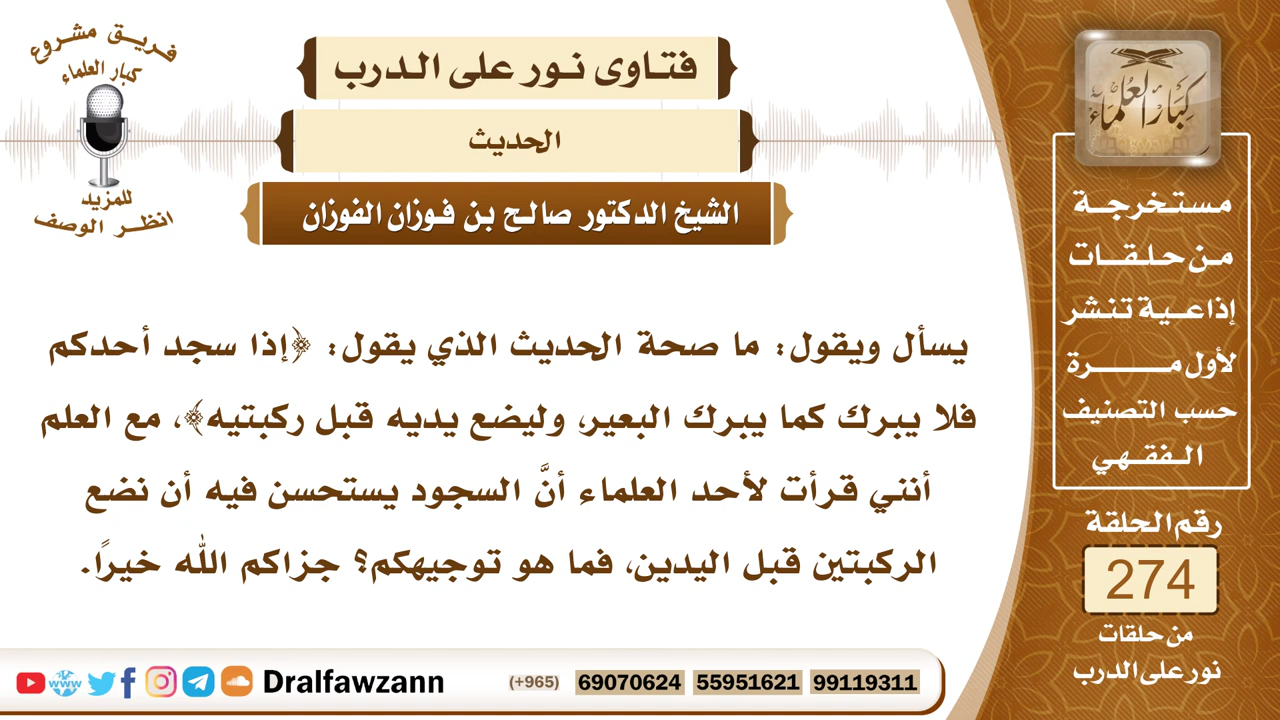 فريق مشروع
كبار العلماء
للمزيد
انظر الوصف
فتاوى نور على الدرب
الحديث
الشيخ الدكتور صالح بن فوزان الفوزان
يسأل ويقول: ما صحة الحديث الذي يقول: ﴿إذا سجد أحدكم
فلا يبرك كما يبرك البعير، وليضع يديه قبل ركبتيه﴾، مع العلم
أنني قرأت لأحد العلماء أنَّ السجود يستحسن فيه أن نضع
الركبتين قبل اليدين، فما هو توجيهكم؟ جزاكم الله خيرًا.
كبار العلماء
مستخرجة
من حلقات
إذاعية تنشر
لأول مرة
حسب التصنيف
الفقهي
رقم الحلقة
274
من حلقات
نور على الدرب
www
Dralfawzann
(+965) 69070624 55951621 99119311